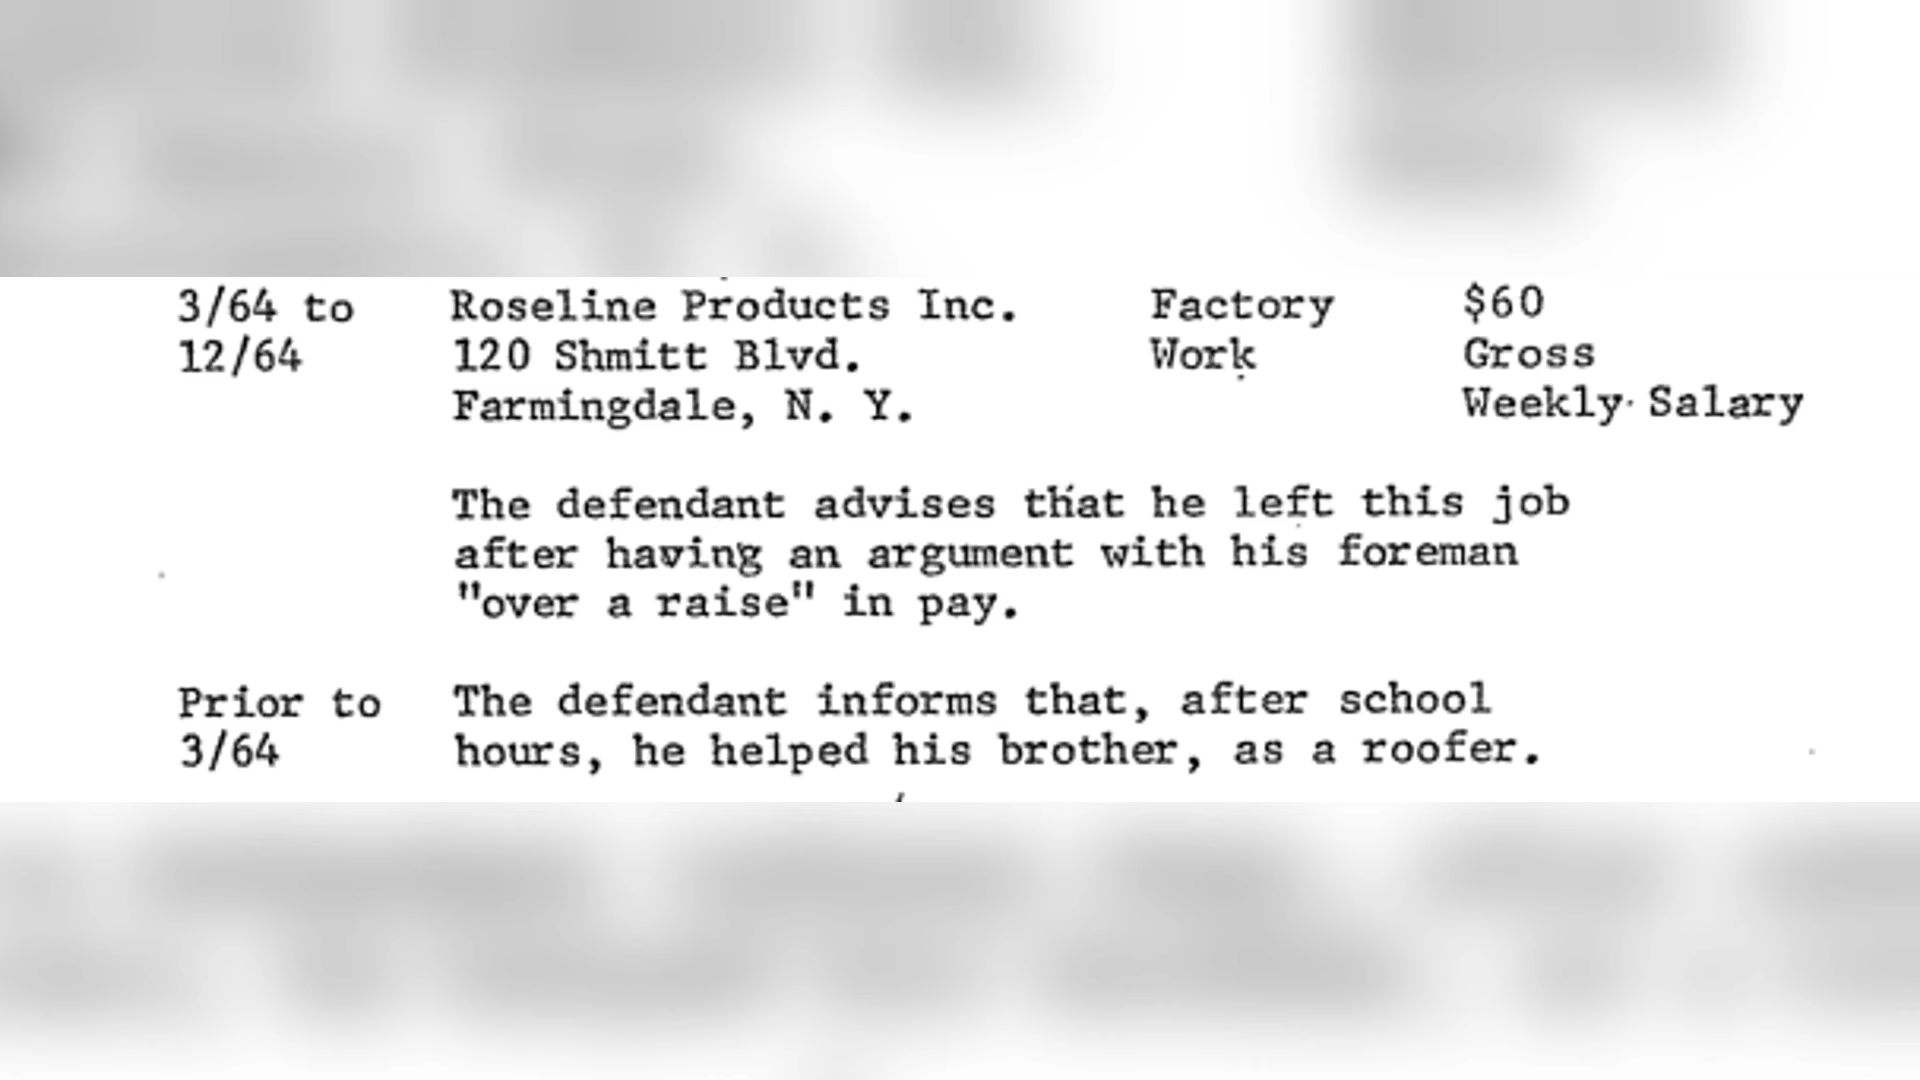 3/64 to Roseline Products Inc. Factory $60
12/64 120 Shmitt Blvd. Work Gross
Farmingdale, N. Y. Weekly Salary
The defendant advises that he left this job
after having an argument with his foreman
"over a raise" in pay.
Prior to The defendant informs that, after school
3/64 hours, he helped his brother, as a roofer.